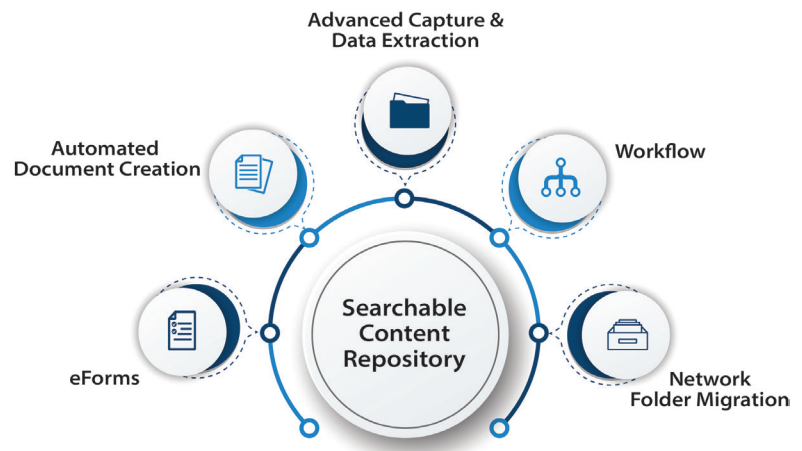 Advanced Capture &
Data Extraction
Automated
Document Creation
Workflow
Searchable
Content
Repository
eForms
Network
Folder Migration